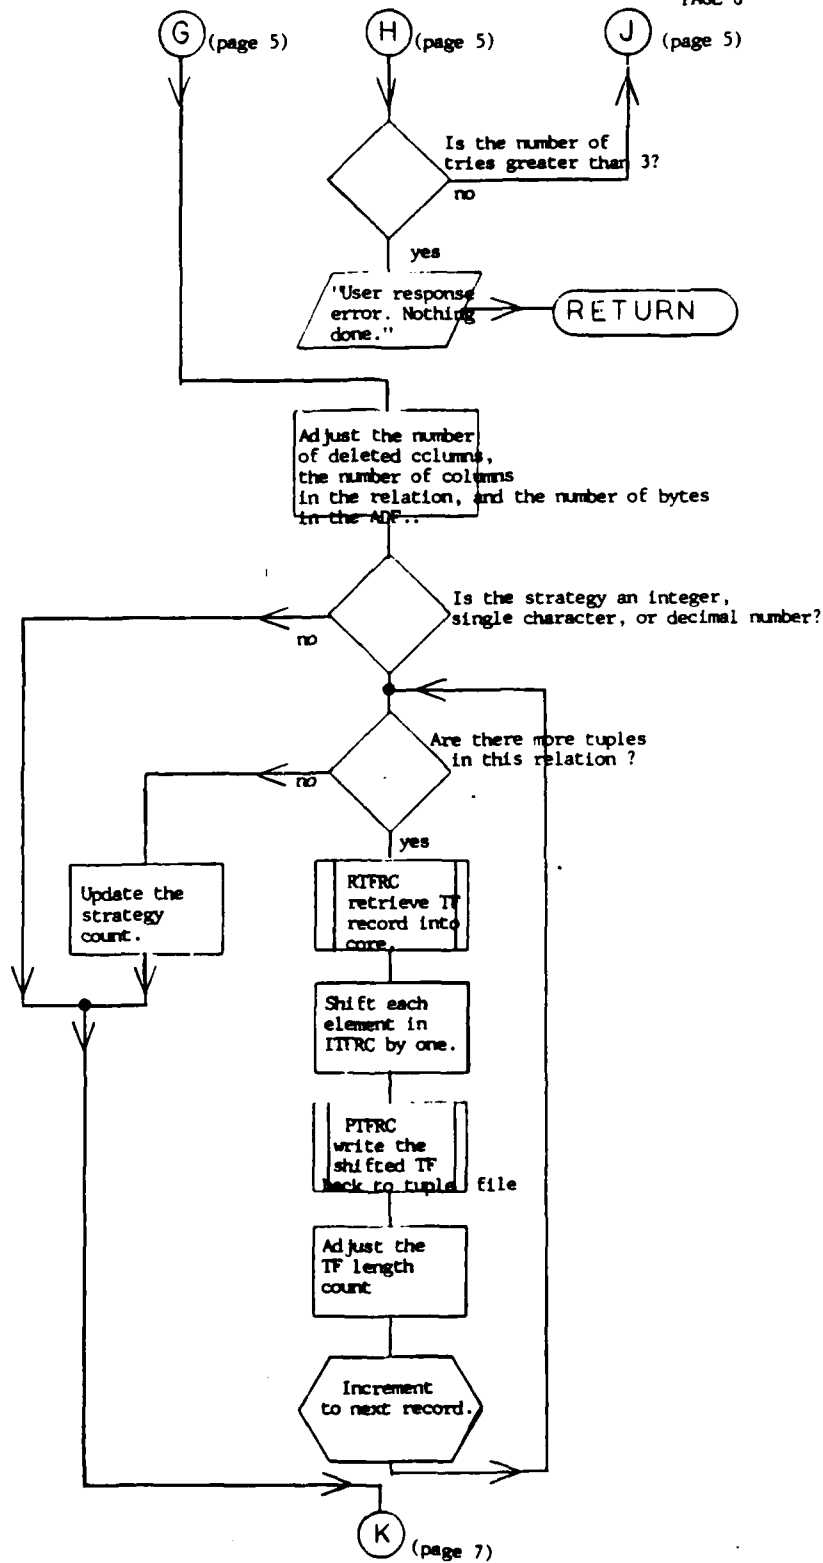 PAGE 6
G (page 5)
H (page 5)
J (page 5)
Is the number of
tries greater than 3?
no
yes
"User response
error. Nothing
done."
RETURN
Adjust the number
of deleted cclumns,
the number of columns
in the relation, and the number of bytes
in the ADF..
Is the strategy an integer,
single character, or decimal number?
no
Are there more tuples
in this relation ?
no
yes
Update the
strategy
count.
RTFRC
retrieve TF
record into
core.
Shift each
element in
ITFRC by one.
PTFRC
write the
shifted TF
back to tuple file
Adjust the
TF length
count
Increment
to next record.
K (page 7)